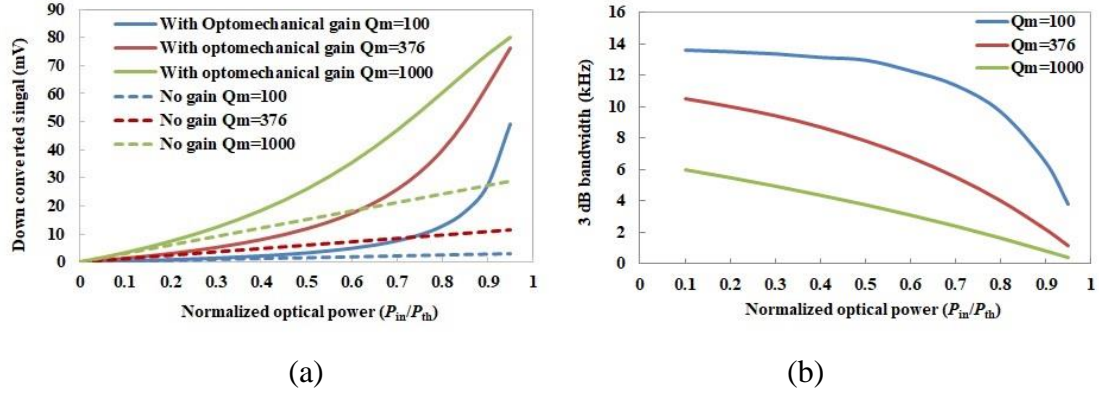 90
80
70
60
50
40
30
20
10
0
Down converted singal (mV)
With Optomechanical gain Qm=100
With optomechanical gain Qm=376
With optomechanical gain Qm=1000
No gain Qm=100
No gain Qm=376
No gain Qm=1000
0 0.1 0.2 0.3 0.4 0.5 0.6 0.7 0.8 0.9 1
Normalized optical power (Pin/Pth)
(a)
16
14
12
10
8
6
4
2
0
3 dB bandwidth (kHz)
Qm=100
Qm=376
Qm=1000
0 0.1 0.2 0.3 0.4 0.5 0.6 0.7 0.8 0.9 1
Normalized optical power (Pin/Pth)
(b)